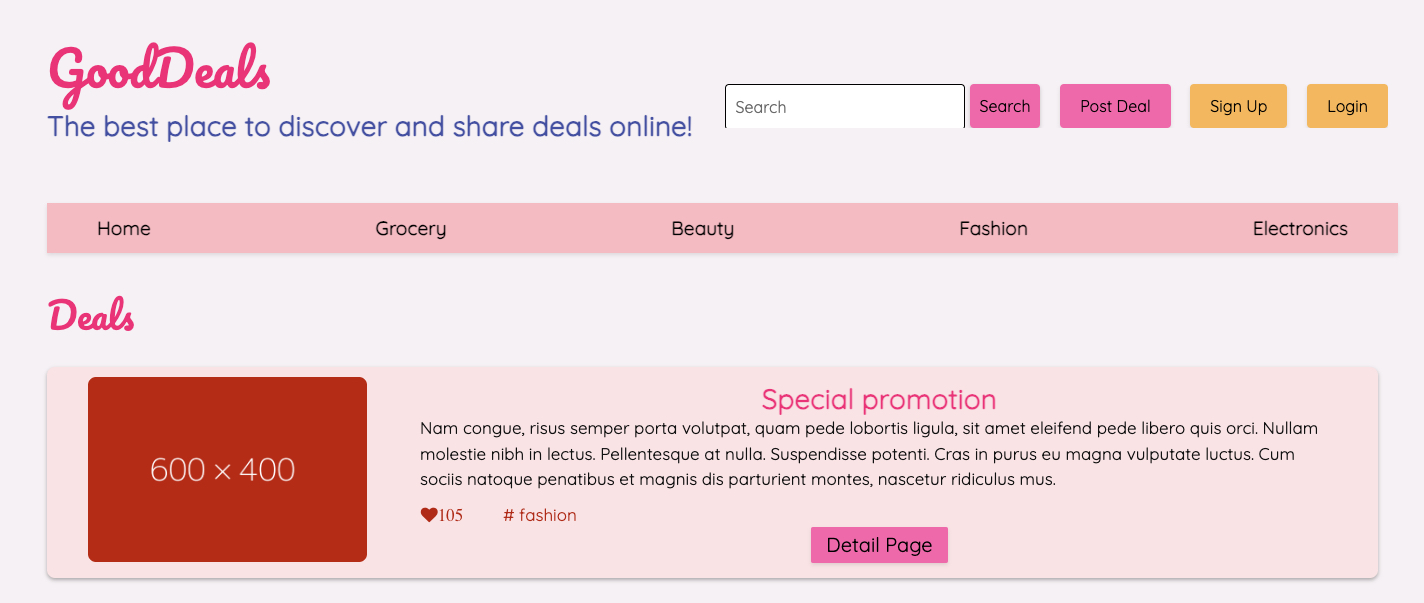 GoodDeals
The best place to discover and share deals online!
Search
Search
Post Deal
Sign Up
Login
Home
Grocery
Beauty
Fashion
Electronics
Deals
600 × 400
Special promotion
Nam congue, risus semper porta volutpat, quam pede lobortis ligula, sit amet eleifend pede libero quis orci. Nullam
molestie nibh in lectus. Pellentesque at nulla. Suspendisse potenti. Cras in purus eu magna vulputate luctus. Cum
sociis natoque penatibus et magnis dis parturient montes, nascetur ridiculus mus.
105
# fashion
Detail Page